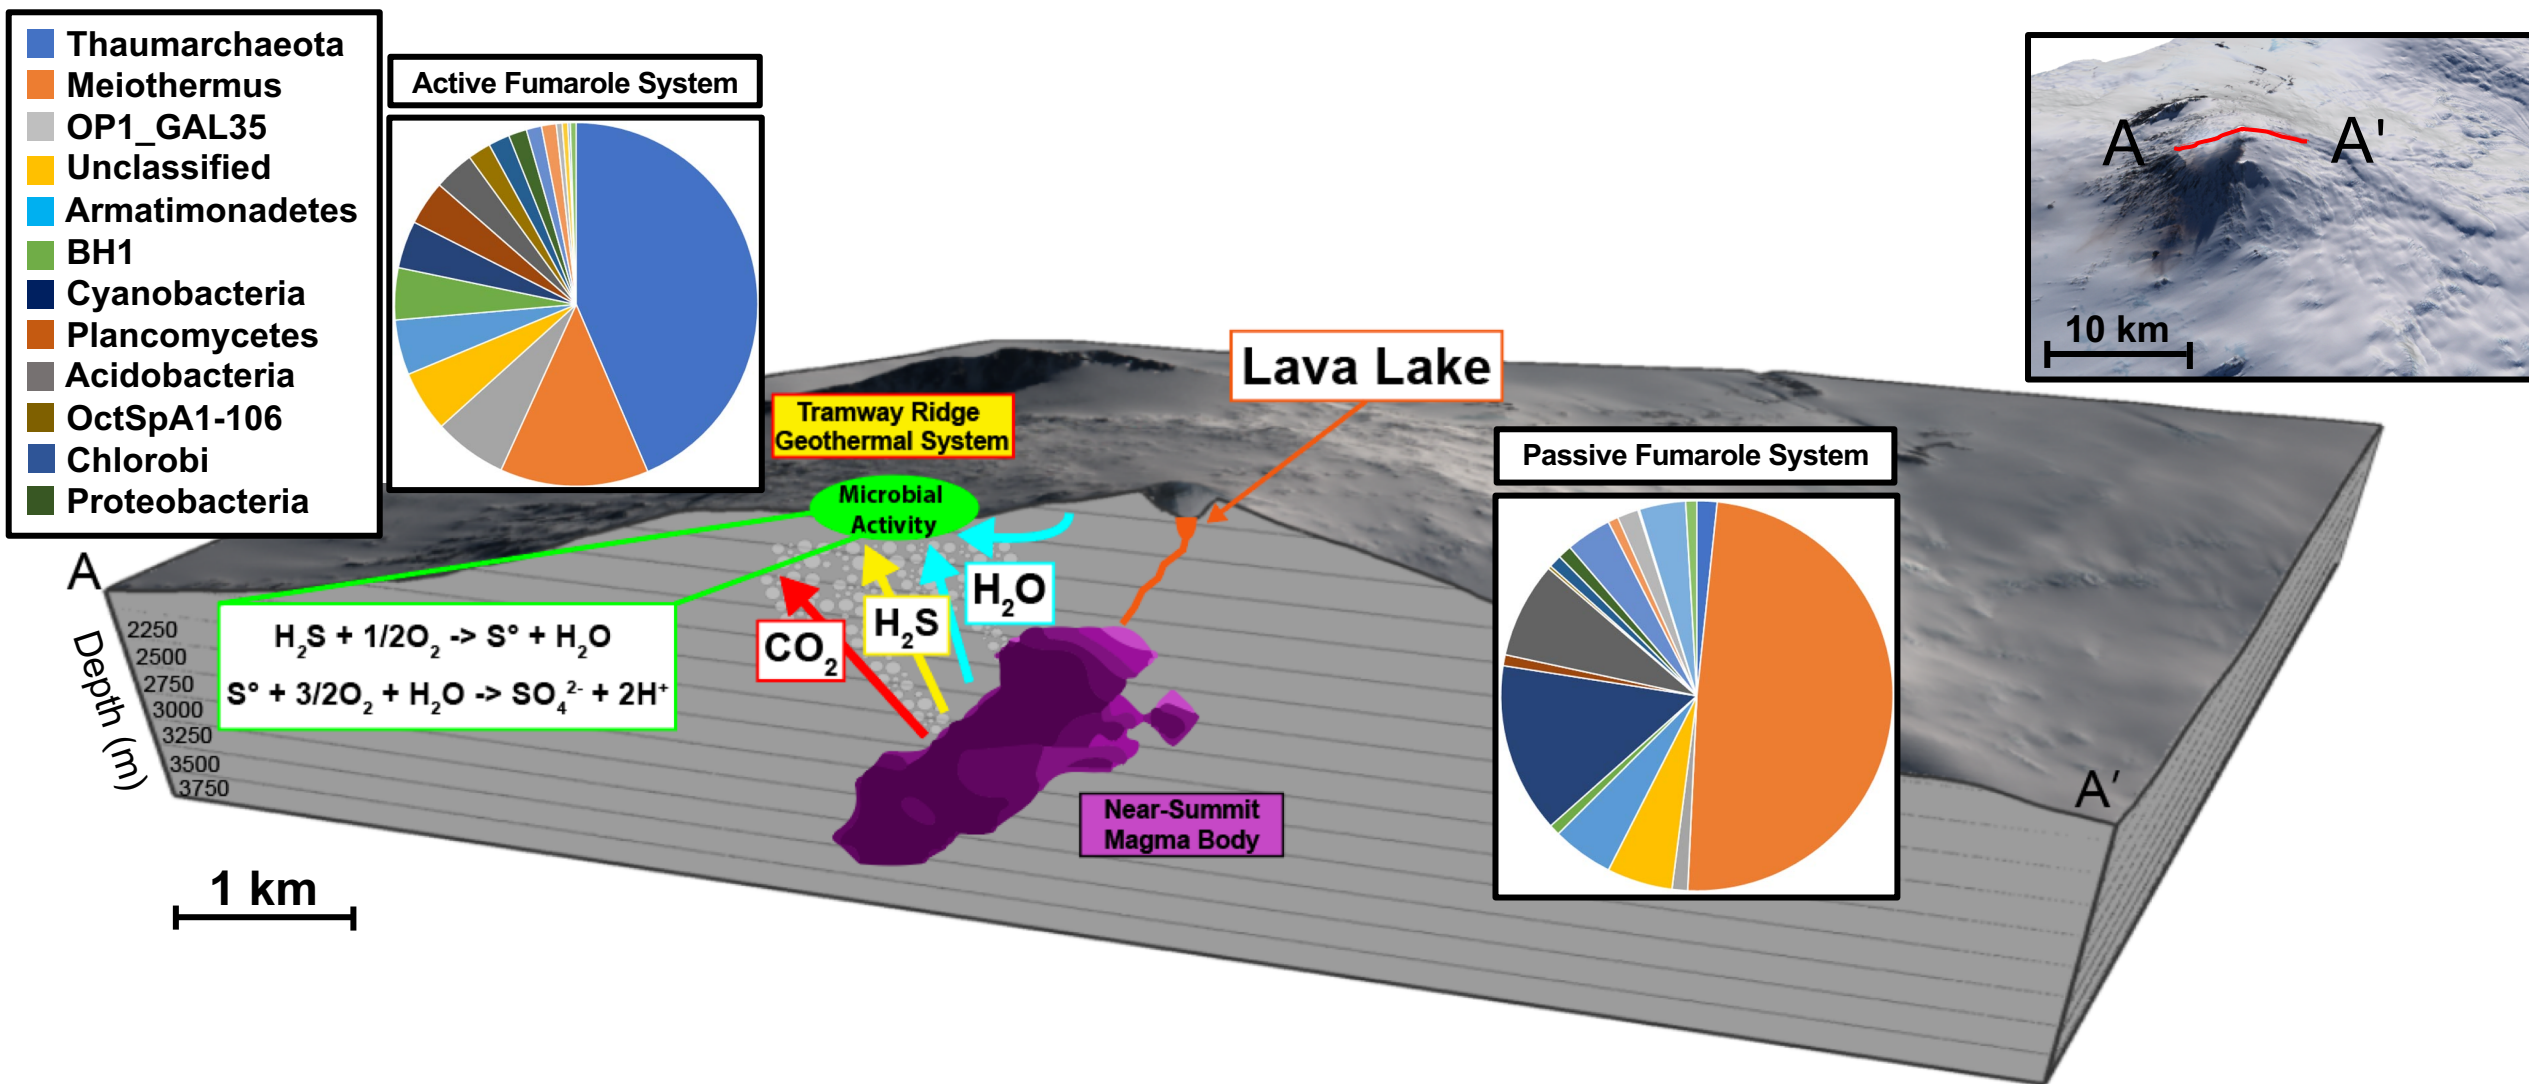 Thaumarchaeota
Meiothermus
OP1_GAL35
Unclassified
Armatimonadetes
BH1
Cyanobacteria
Plancomycetes
Acidobacteria
OctSpA1-106
Chlorobi
Proteobacteria
Active Fumarole System
A
A'
10 km
Lava Lake
Tramway Ridge
Geothermal System
Passive Fumarole System
Microbial
Activity
A
H₂O
H₂S
CO₂
H₂S + 1/2O₂ -> S° + H₂O
S° + 3/2O₂ + H₂O -> SO₄²⁻ + 2H⁺
Depth (m)
2250
2500
2750
3000
3250
3500
3750
Near-Summit
Magma Body
A'
1 km